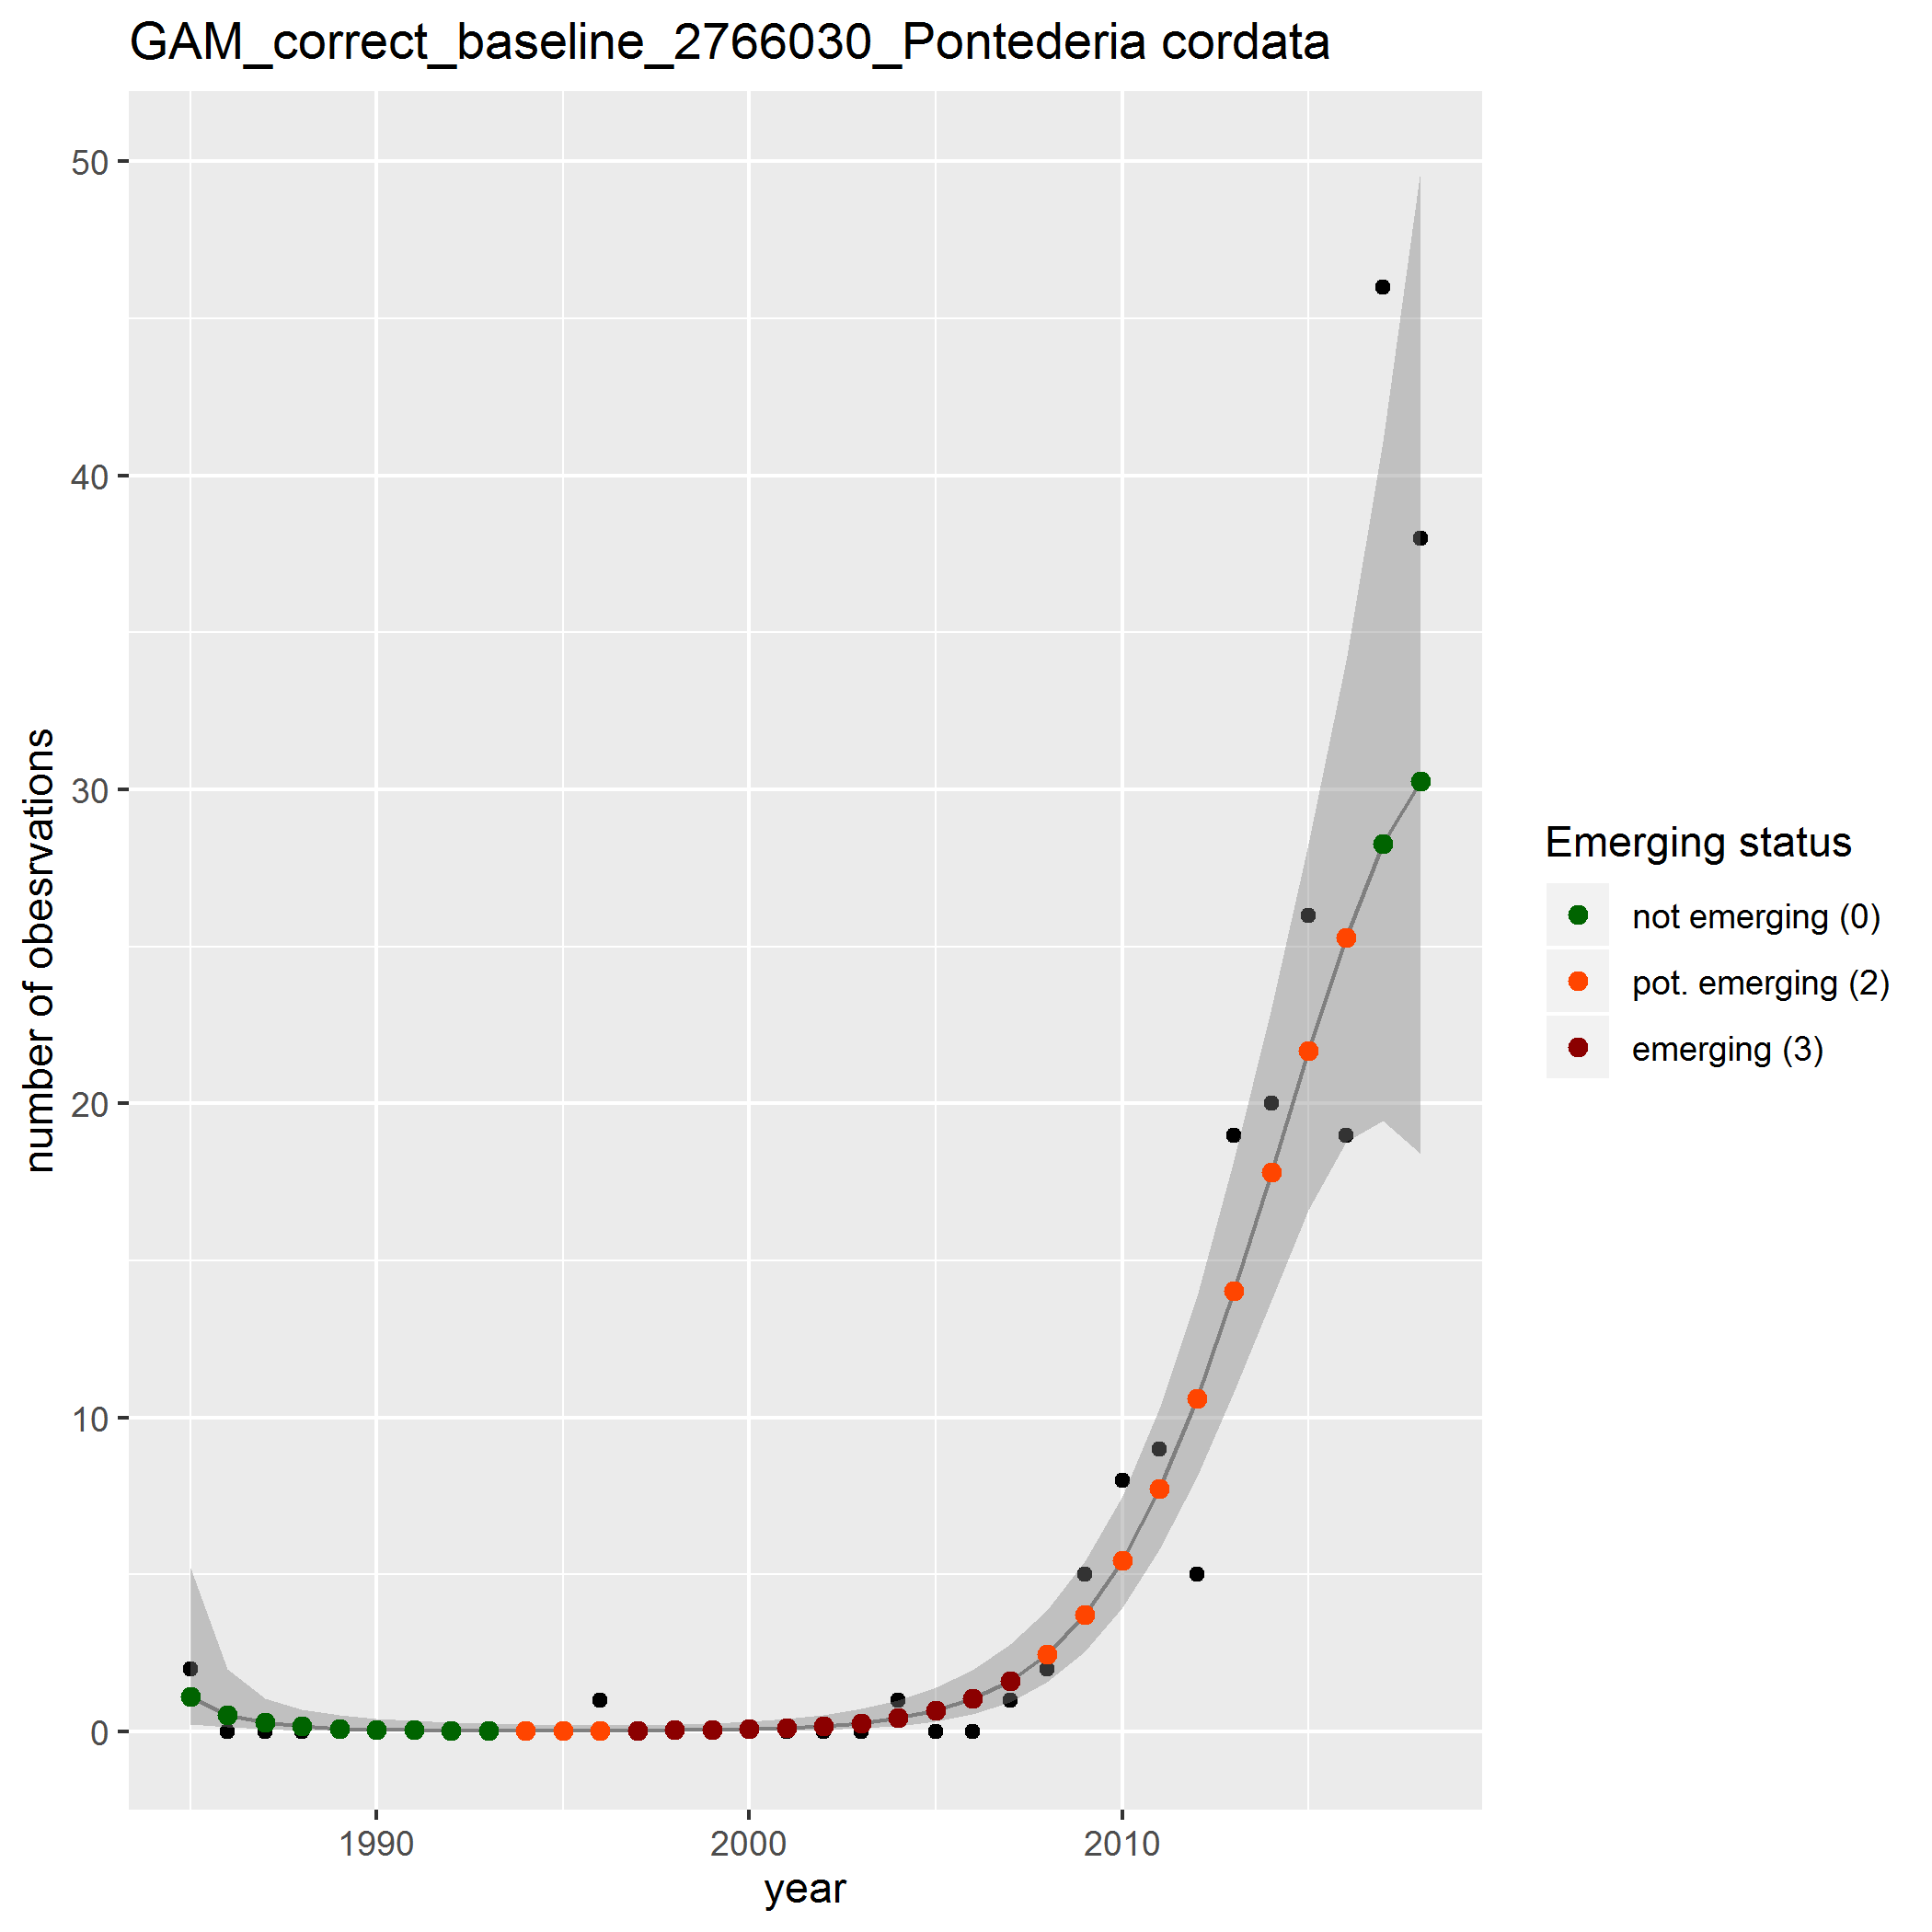 GAM_correct_baseline_2766030_Pontederia cordata
50
40
30
20
10
0
number of obesrvations
1990
2000
2010
year
Emerging status
not emerging (0)
pot. emerging (2)
emerging (3)